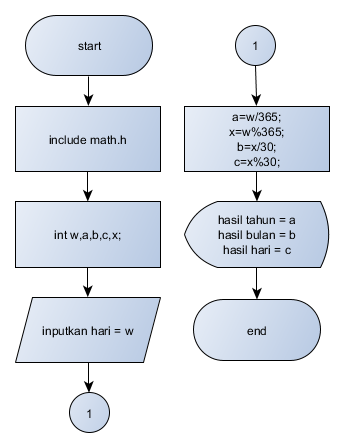 start
include math.h
int w,a,b,c,x;
inputkan hari = w
1
1
a=w/365;
x=w%365;
b=x/30;
c=x%30;
hasil tahun = a
hasil bulan = b
hasil hari = c
end